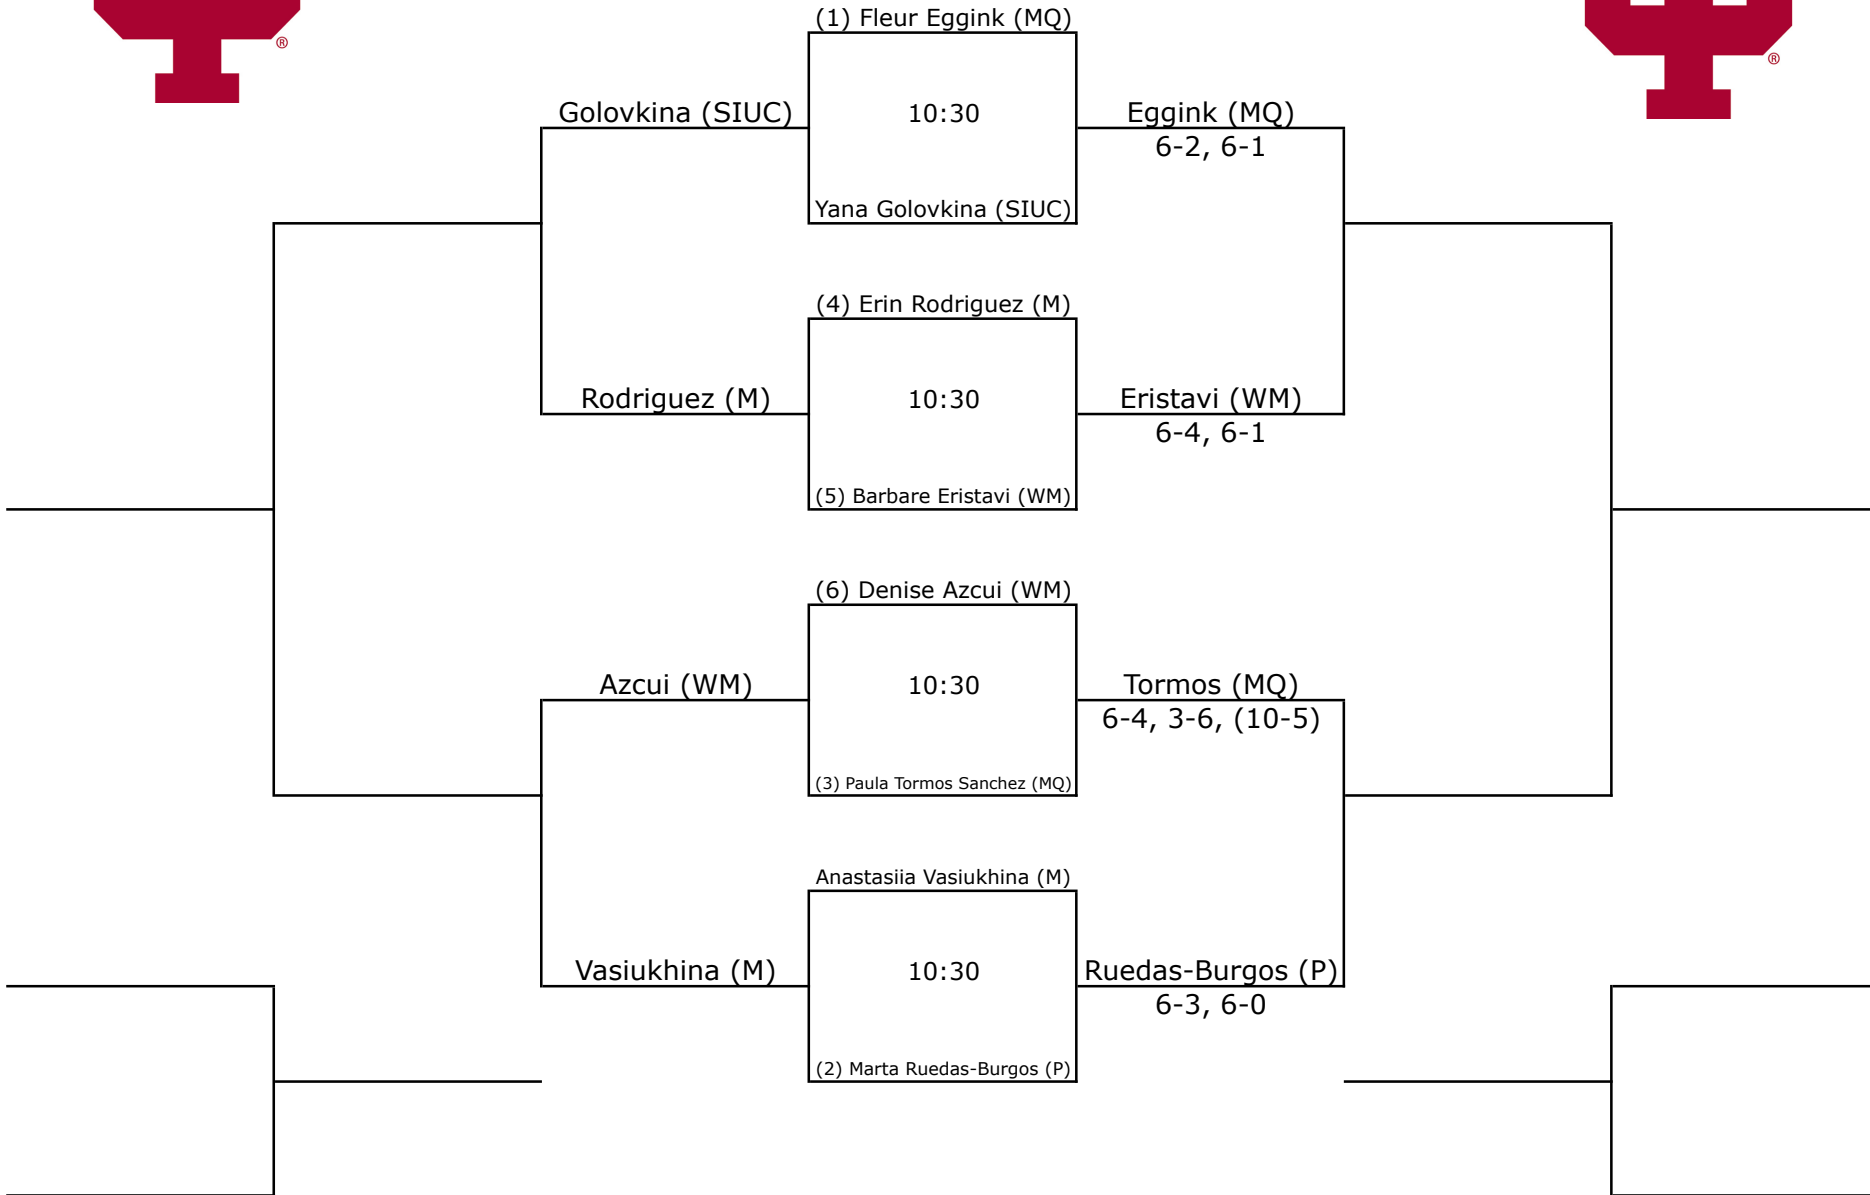 (1) Fleur Eggink (MQ)
Golovkina (SIUC)
10:30
Eggink (MQ)
6-2, 6-1
Yana Golovkina (SIUC)
(4) Erin Rodriguez (M)
Rodriguez (M)
10:30
Eristavi (WM)
6-4, 6-1
(5) Barbare Eristavi (WM)
(6) Denise Azcui (WM)
Azcui (WM)
10:30
Tormos (MQ)
6-4, 3-6, (10-5)
(3) Paula Tormos Sanchez (MQ)
Anastasiia Vasiukhina (M)
Vasiukhina (M)
10:30
Ruedas-Burgos (P)
6-3, 6-0
(2) Marta Ruedas-Burgos (P)
®
®